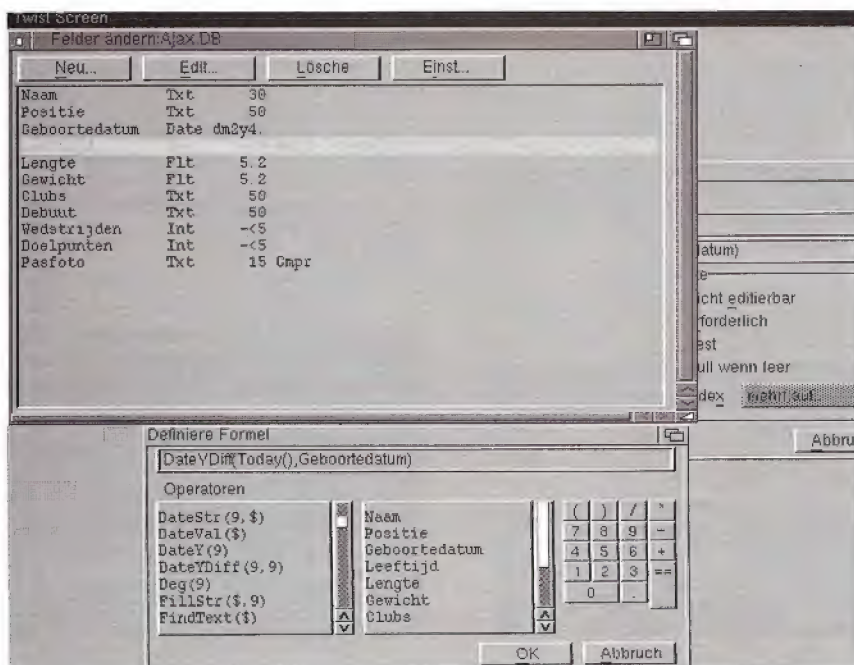 Twist Screen
Felder ändern:Ajax.DB
Neu... Edit... Lösche Einst...
Naam Txt 30
Positie Txt 50
Geboortedatum Date dm2y4.
Lengte Flt 5.2
Gewicht Flt 5.2
Clubs Txt 50
Debuut Txt 50
Wedstrijden Int -<5
Doelpunten Int -<5
Pasfoto Txt 15 Cmpr
datum)
icht editierbar
forderlich
est
ull wenn leer
dex mehrf.auf.
Abbru
Definiere Formel
DateYDiff(Today(),Geboortedatum)
Operatoren
DateStr(9,$)
DateVal($)
DateY(9)
DateYDiff(9,9)
Deg(9)
FillStr($,9)
FindText($)
Naam
Positie
Geboortedatum
Leeftijd
Lengte
Gewicht
Clubs
( ) / *
7 8 9 -
4 5 6 +
1 2 3 ==
0 .
OK Abbruch